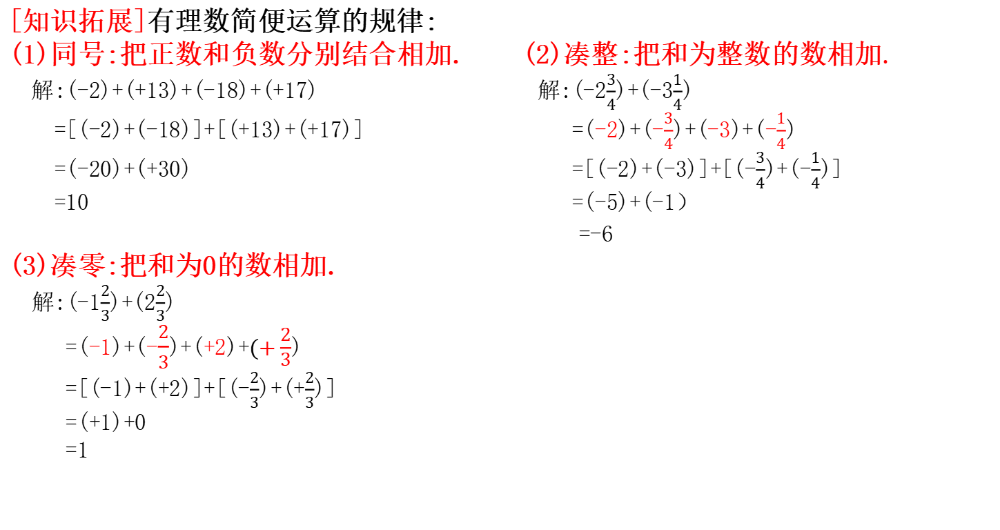 [知识拓展]有理数简便运算的规律:
(1)同号:把正数和负数分别结合相加.
解:(-2)+(+13)+(-18)+(+17)
=[(-2)+(-18)]+[(+13)+(+17)]
=(-20)+(+30)
=10
(2)凑整:把和为整数的数相加.
解:(-2\frac{3}{4})+(-3\frac{1}{4})
=(-2)+(-\frac{3}{4})+(-3)+(-\frac{1}{4})
=[(-2)+(-3)]+[(-\frac{3}{4})+(-\frac{1}{4})]
=(-5)+(-1）
=-6
(3)凑零:把和为0的数相加.
解:(-1\frac{2}{3})+(2\frac{2}{3})
=(-1)+(-\frac{2}{3})+(+2)+(+\frac{2}{3})
=[(-1)+(+2)]+[(-\frac{2}{3})+(+\frac{2}{3})]
=(+1)+0
=1